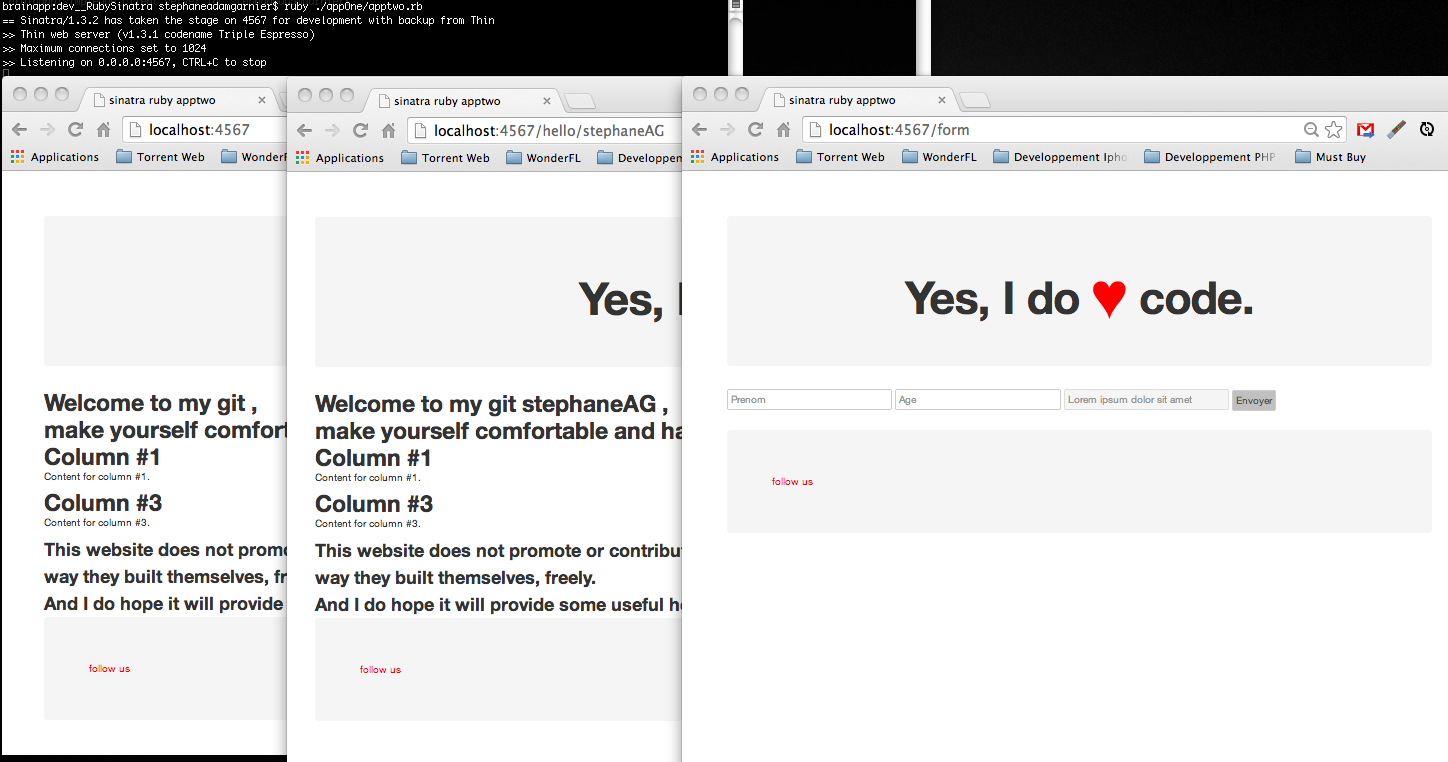 brainapp:dev__RubySinatra stephaneadamgarnier$ ruby ./appOne/apptwo.rb
== Sinatra/1.3.2 has taken the stage on 4567 for development with backup from Thin
>> Thin web server (v1.3.1 codename Triple Espresso)
>> Maximum connections set to 1024
>> Listening on 0.0.0.0:4567, CTRL+C to stop
sinatra ruby apptwo
localhost:4567
Applications Torrent Web WonderF
Welcome to my git ,
make yourself comfort
Column #1
Content for column #1.
Column #3
Content for column #3.
This website does not promo
way they built themselves, fr
And I do hope it will provide
follow us
sinatra ruby apptwo
localhost:4567/hello/stephaneAG
Applications Torrent Web WonderFL Developpem
Yes, I
Welcome to my git stephaneAG ,
make yourself comfortable and ha
Column #1
Content for column #1.
Column #3
Content for column #3.
This website does not promote or contribu
way they built themselves, freely.
And I do hope it will provide some useful he
follow us
sinatra ruby apptwo
localhost:4567/form
Applications Torrent Web WonderFL Developpement Ipho Developpement PHP Must Buy
Yes, I do ♥ code.
Prenom Age Lorem ipsum dolor sit amet Envoyer
follow us